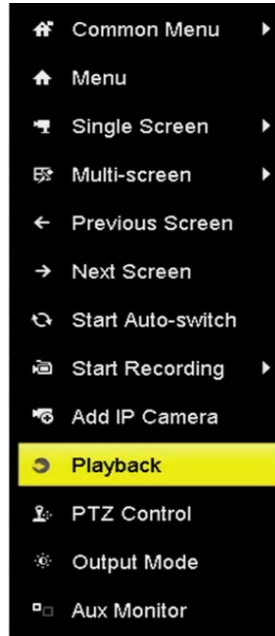 Common Menu
Menu
Single Screen
Multi-screen
Previous Screen
Next Screen
Start Auto-switch
Start Recording
Add IP Camera
Playback
PTZ Control
Output Mode
Aux Monitor